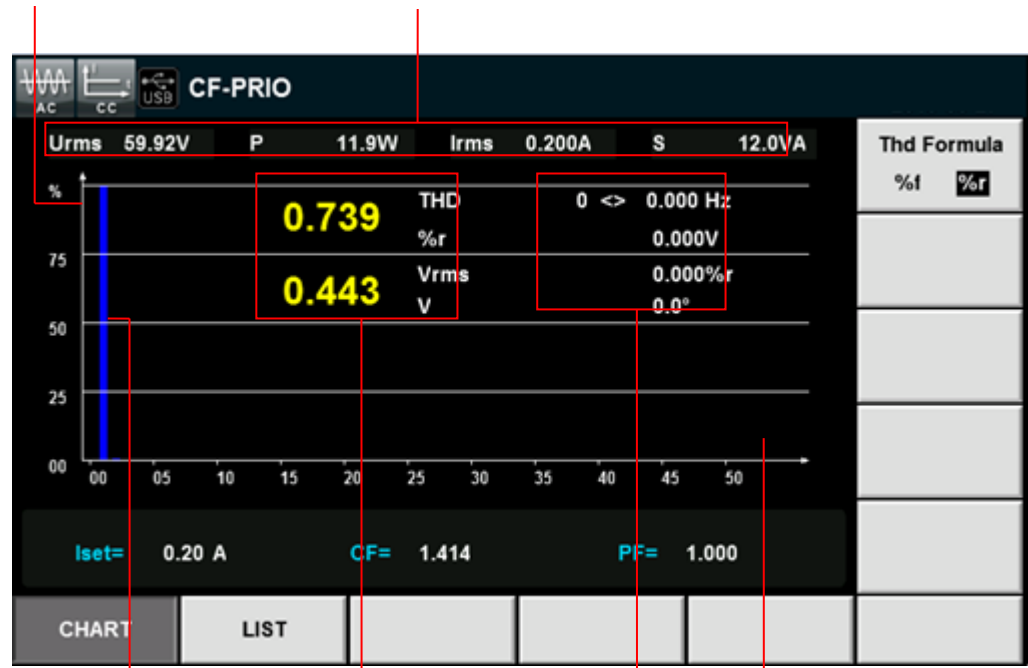 AC CC USB CF-PRIO
Urms 59.92V P 11.9W Irms 0.200A S 12.0VA
Thd Formula
%f %r
%
0.739 THD 0 <> 0.000 Hz
%r 0.000V
75
0.443 Vrms 0.000%r
V 0.0°
50
25
00
00 05 10 15 20 25 30 35 40 45 50
Iset= 0.20 A CF= 1.414 PF= 1.000
CHART LIST